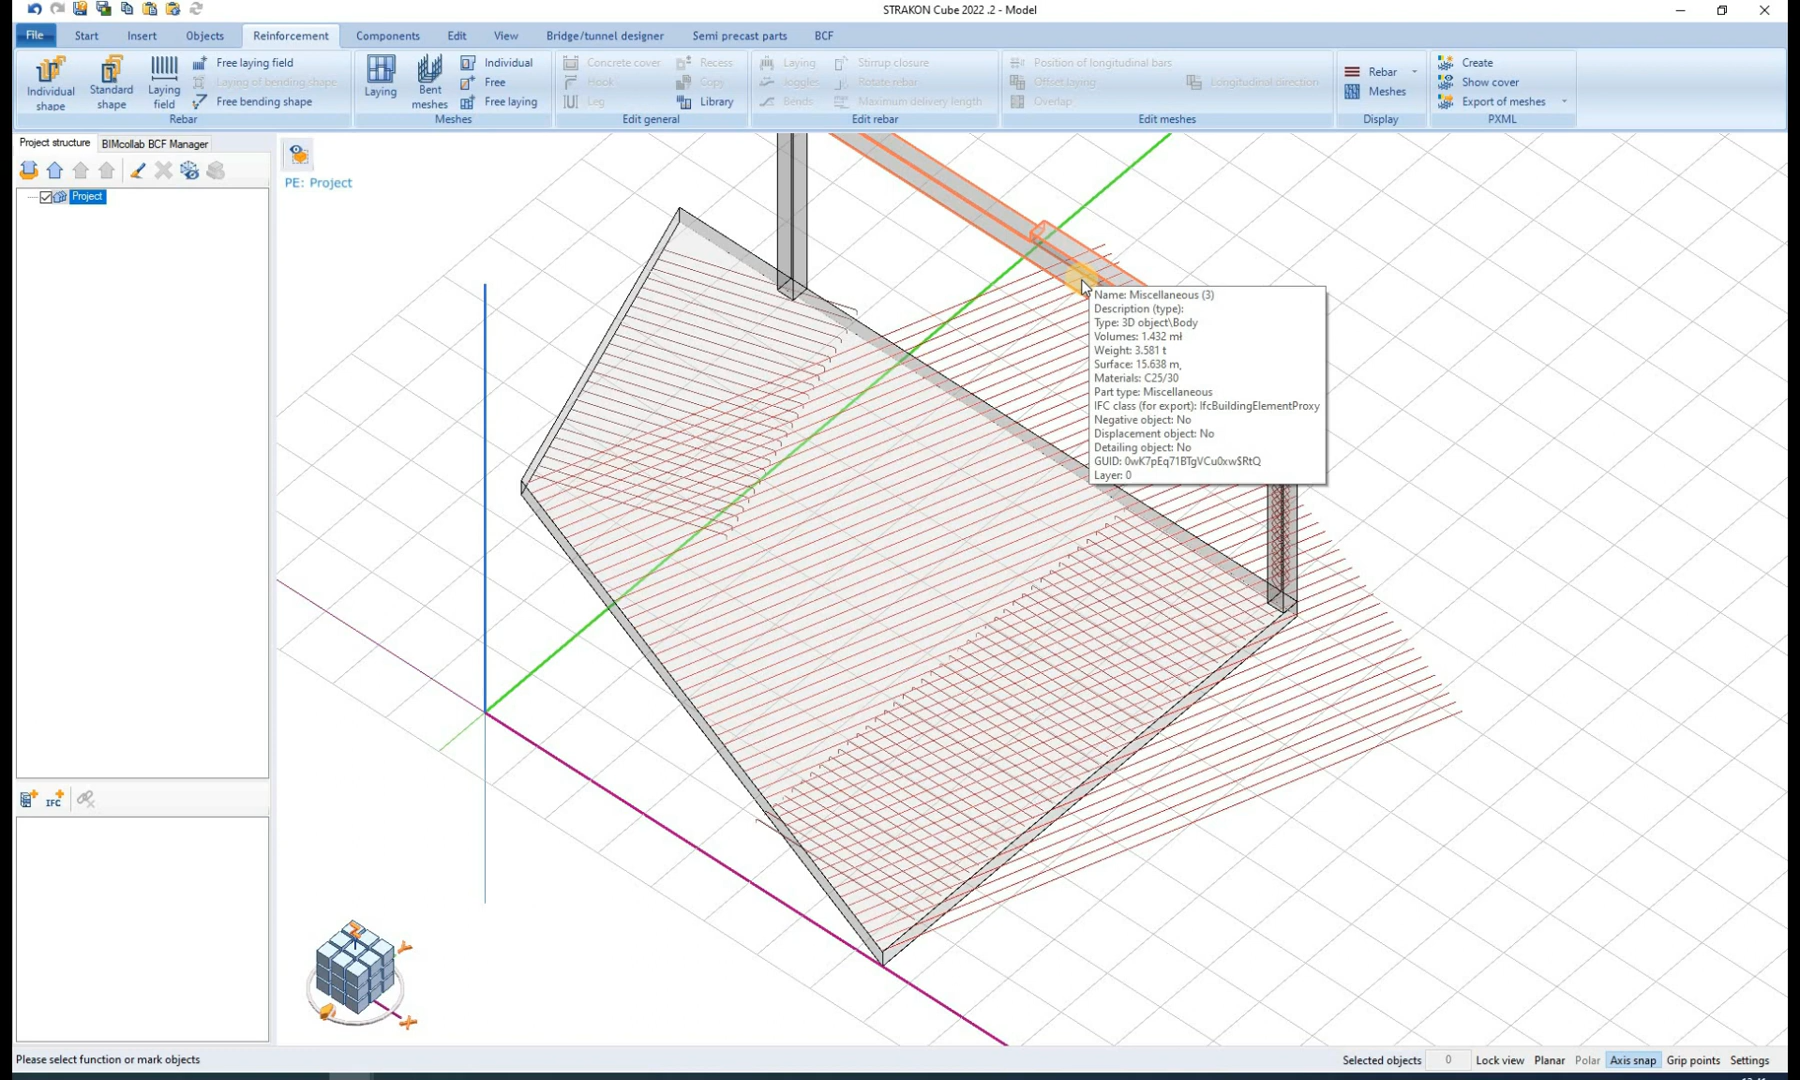 STRAKON Cube 2022 .2 - Model
File Start Insert Objects Reinforcement Components Edit View Bridge/tunnel designer Semi precast parts BCF
Individual shape
Standard shape
Laying field
Free laying field
Laying of bending shape
Free bending shape
Rebar
Laying
Bent meshes
Individual
Free
Free laying
Meshes
Concrete cover
Hook
Leg
Recess
Copy
Library
Edit general
Laying
Joggles
Bends
Stirrup closure
Rotate rebar
Maximum delivery length
Edit rebar
Position of longitudinal bars
Offset laying
Overlap
Longitudinal direction
Edit meshes
Rebar
Meshes
Display
Create
Show cover
Export of meshes
PXML
Project structure BIMcollab BCF Manager
Project
PE: Project
Name: Miscellaneous (3)
Description (type):
Type: 3D object\Body
Volumes: 1.432 mł
Weight: 3.581 t
Surface: 15.638 m˛
Materials: C25/30
Part type: Miscellaneous
IFC class (for export): IfcBuildingElementProxy
Negative object: No
Displacement object: No
Detailing object: No
GUID: 0wK7pEq71BTgVCu0xw$RtQ
Layer: 0
IFC
Z
Please select function or mark objects
Selected objects 0 Lock view Planar Polar Axis snap Grip points Settings